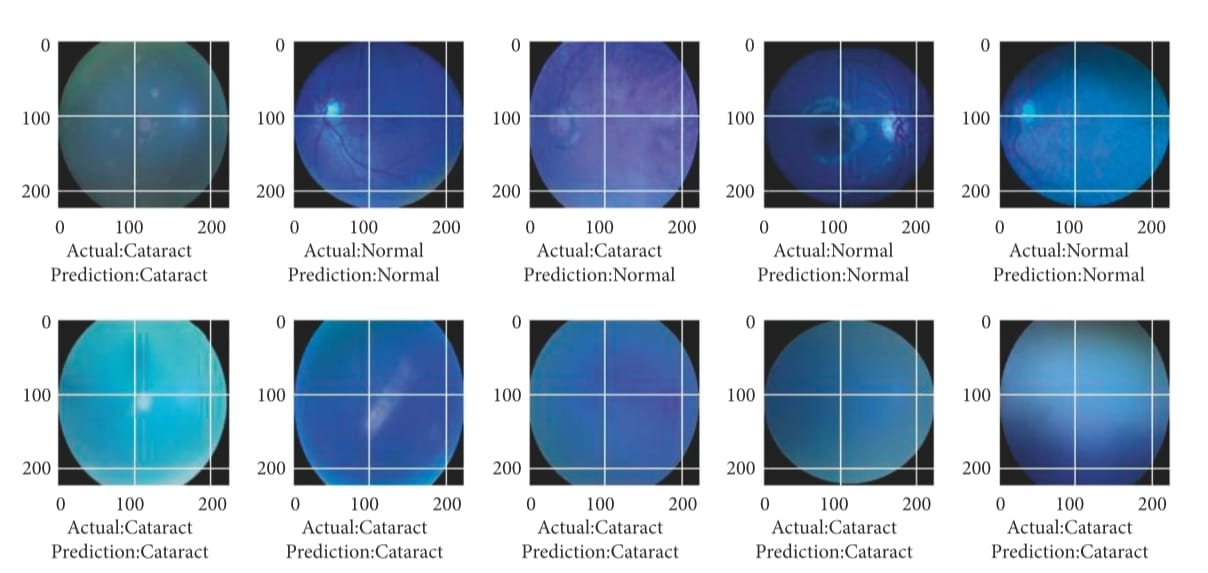 0 0 0 0 0
100 100 100 100 100
200 200 200 200 200
0 100 200 0 100 200 0 100 200 0 100 200 0 100 200
Actual:Cataract Actual:Normal Actual:Cataract Actual:Normal Actual:Normal
Prediction:Cataract Prediction:Normal Prediction:Normal Prediction:Normal Prediction:Normal
0 0 0 0 0
100 100 100 100 100
200 200 200 200 200
0 100 200 0 100 200 0 100 200 0 100 200 0 100 200
Actual:Cataract Actual:Cataract Actual:Cataract Actual:Cataract Actual:Cataract
Prediction:Cataract Prediction:Cataract Prediction:Cataract Prediction:Cataract Prediction:Cataract